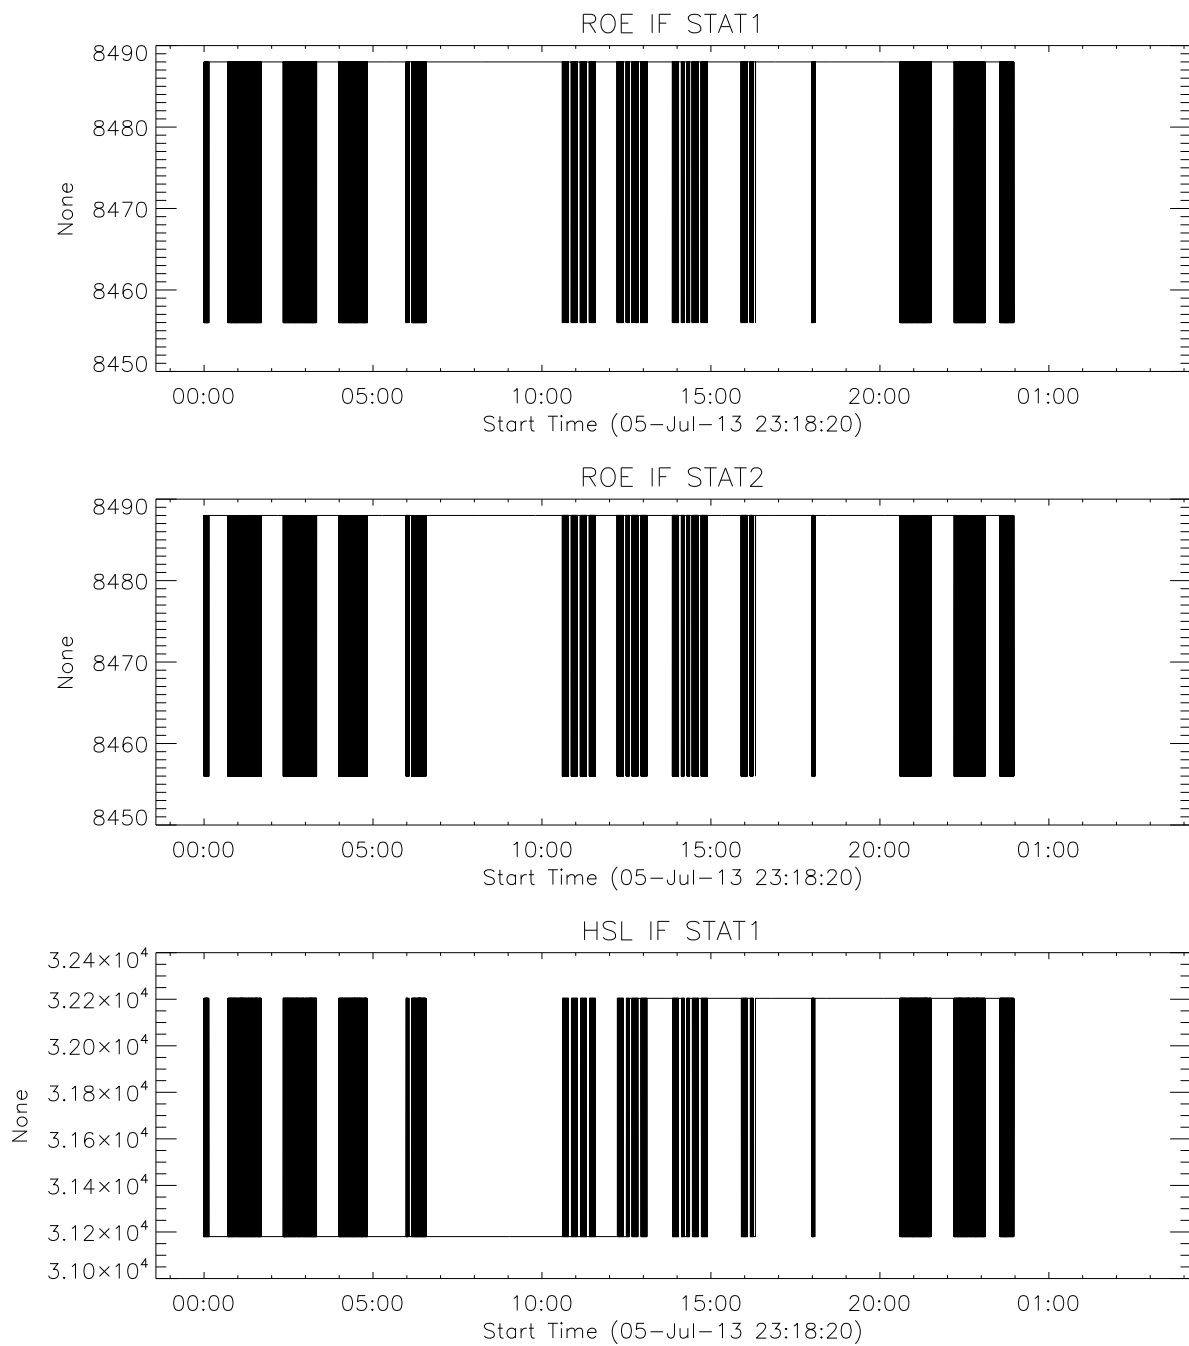 ROE IF STAT1
8490
8480
8470
8460
8450
None
00:00 05:00 10:00 15:00 20:00 01:00
Start Time (05-Jul-13 23:18:20)
ROE IF STAT2
8490
8480
8470
8460
8450
None
00:00 05:00 10:00 15:00 20:00 01:00
Start Time (05-Jul-13 23:18:20)
HSL IF STAT1
3.24×10⁴
3.22×10⁴
3.20×10⁴
3.18×10⁴
3.16×10⁴
3.14×10⁴
3.12×10⁴
3.10×10⁴
None
00:00 05:00 10:00 15:00 20:00 01:00
Start Time (05-Jul-13 23:18:20)